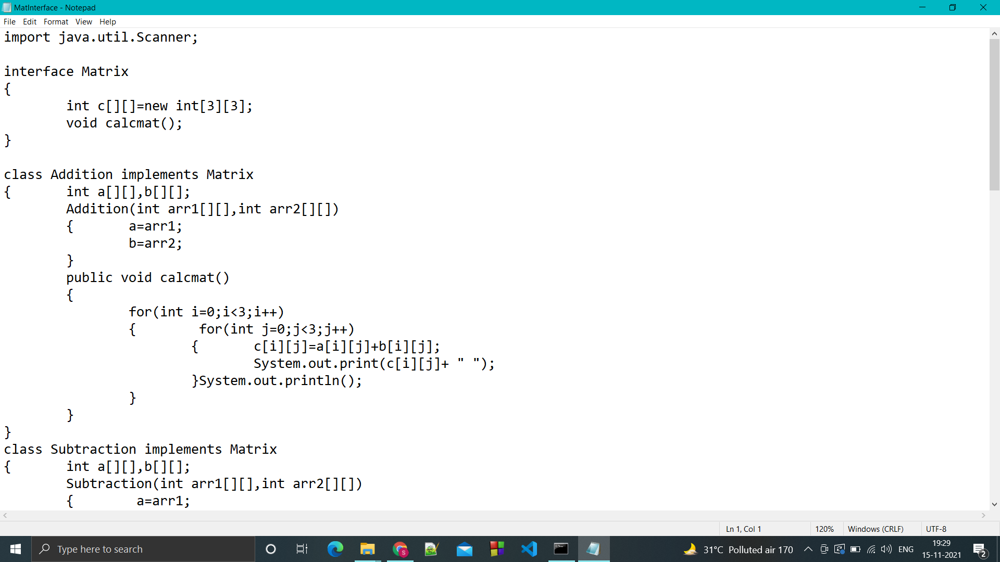 MatInterface - Notepad
File Edit Format View Help
import java.util.Scanner;
interface Matrix
{
int c[][]=new int[3][3];
void calcmat();
}
class Addition implements Matrix
{ int a[][],b[][];
Addition(int arr1[][],int arr2[][])
{ a=arr1;
b=arr2;
}
public void calcmat()
{
for(int i=0;i<3;i++)
{ for(int j=0;j<3;j++)
{ c[i][j]=a[i][j]+b[i][j];
System.out.print(c[i][j]+ " ");
}System.out.println();
}
}
}
class Subtraction implements Matrix
{ int a[][],b[][];
Subtraction(int arr1[][],int arr2[][])
{ a=arr1;
Ln 1, Col 1 120% Windows (CRLF) UTF-8
Type here to search S 31°C Polluted air 170 ENG 19:29 2
15-11-2021